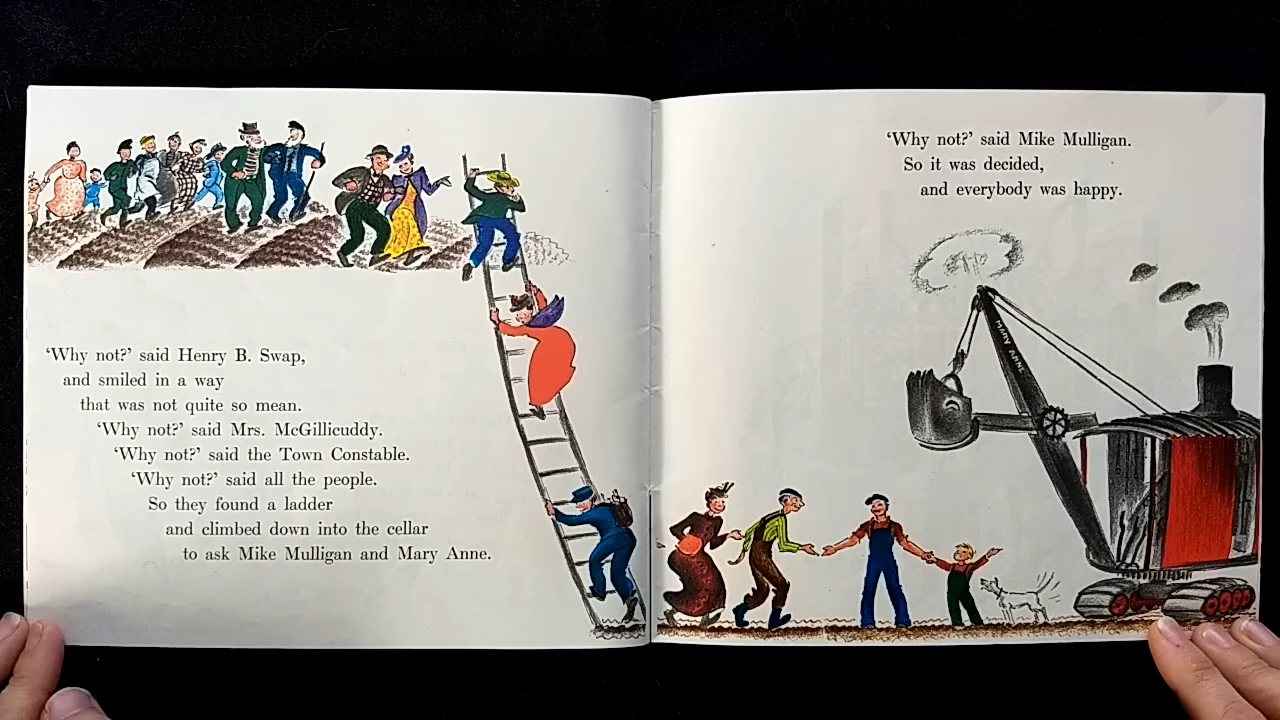 ‘Why not?’ said Henry B. Swap,
and smiled in a way
that was not quite so mean.
‘Why not?’ said Mrs. McGillicuddy.
‘Why not?’ said the Town Constable.
‘Why not?’ said all the people.
So they found a ladder
and climbed down into the cellar
to ask Mike Mulligan and Mary Anne.
‘Why not?’ said Mike Mulligan.
So it was decided,
and everybody was happy.
MARY ANNE